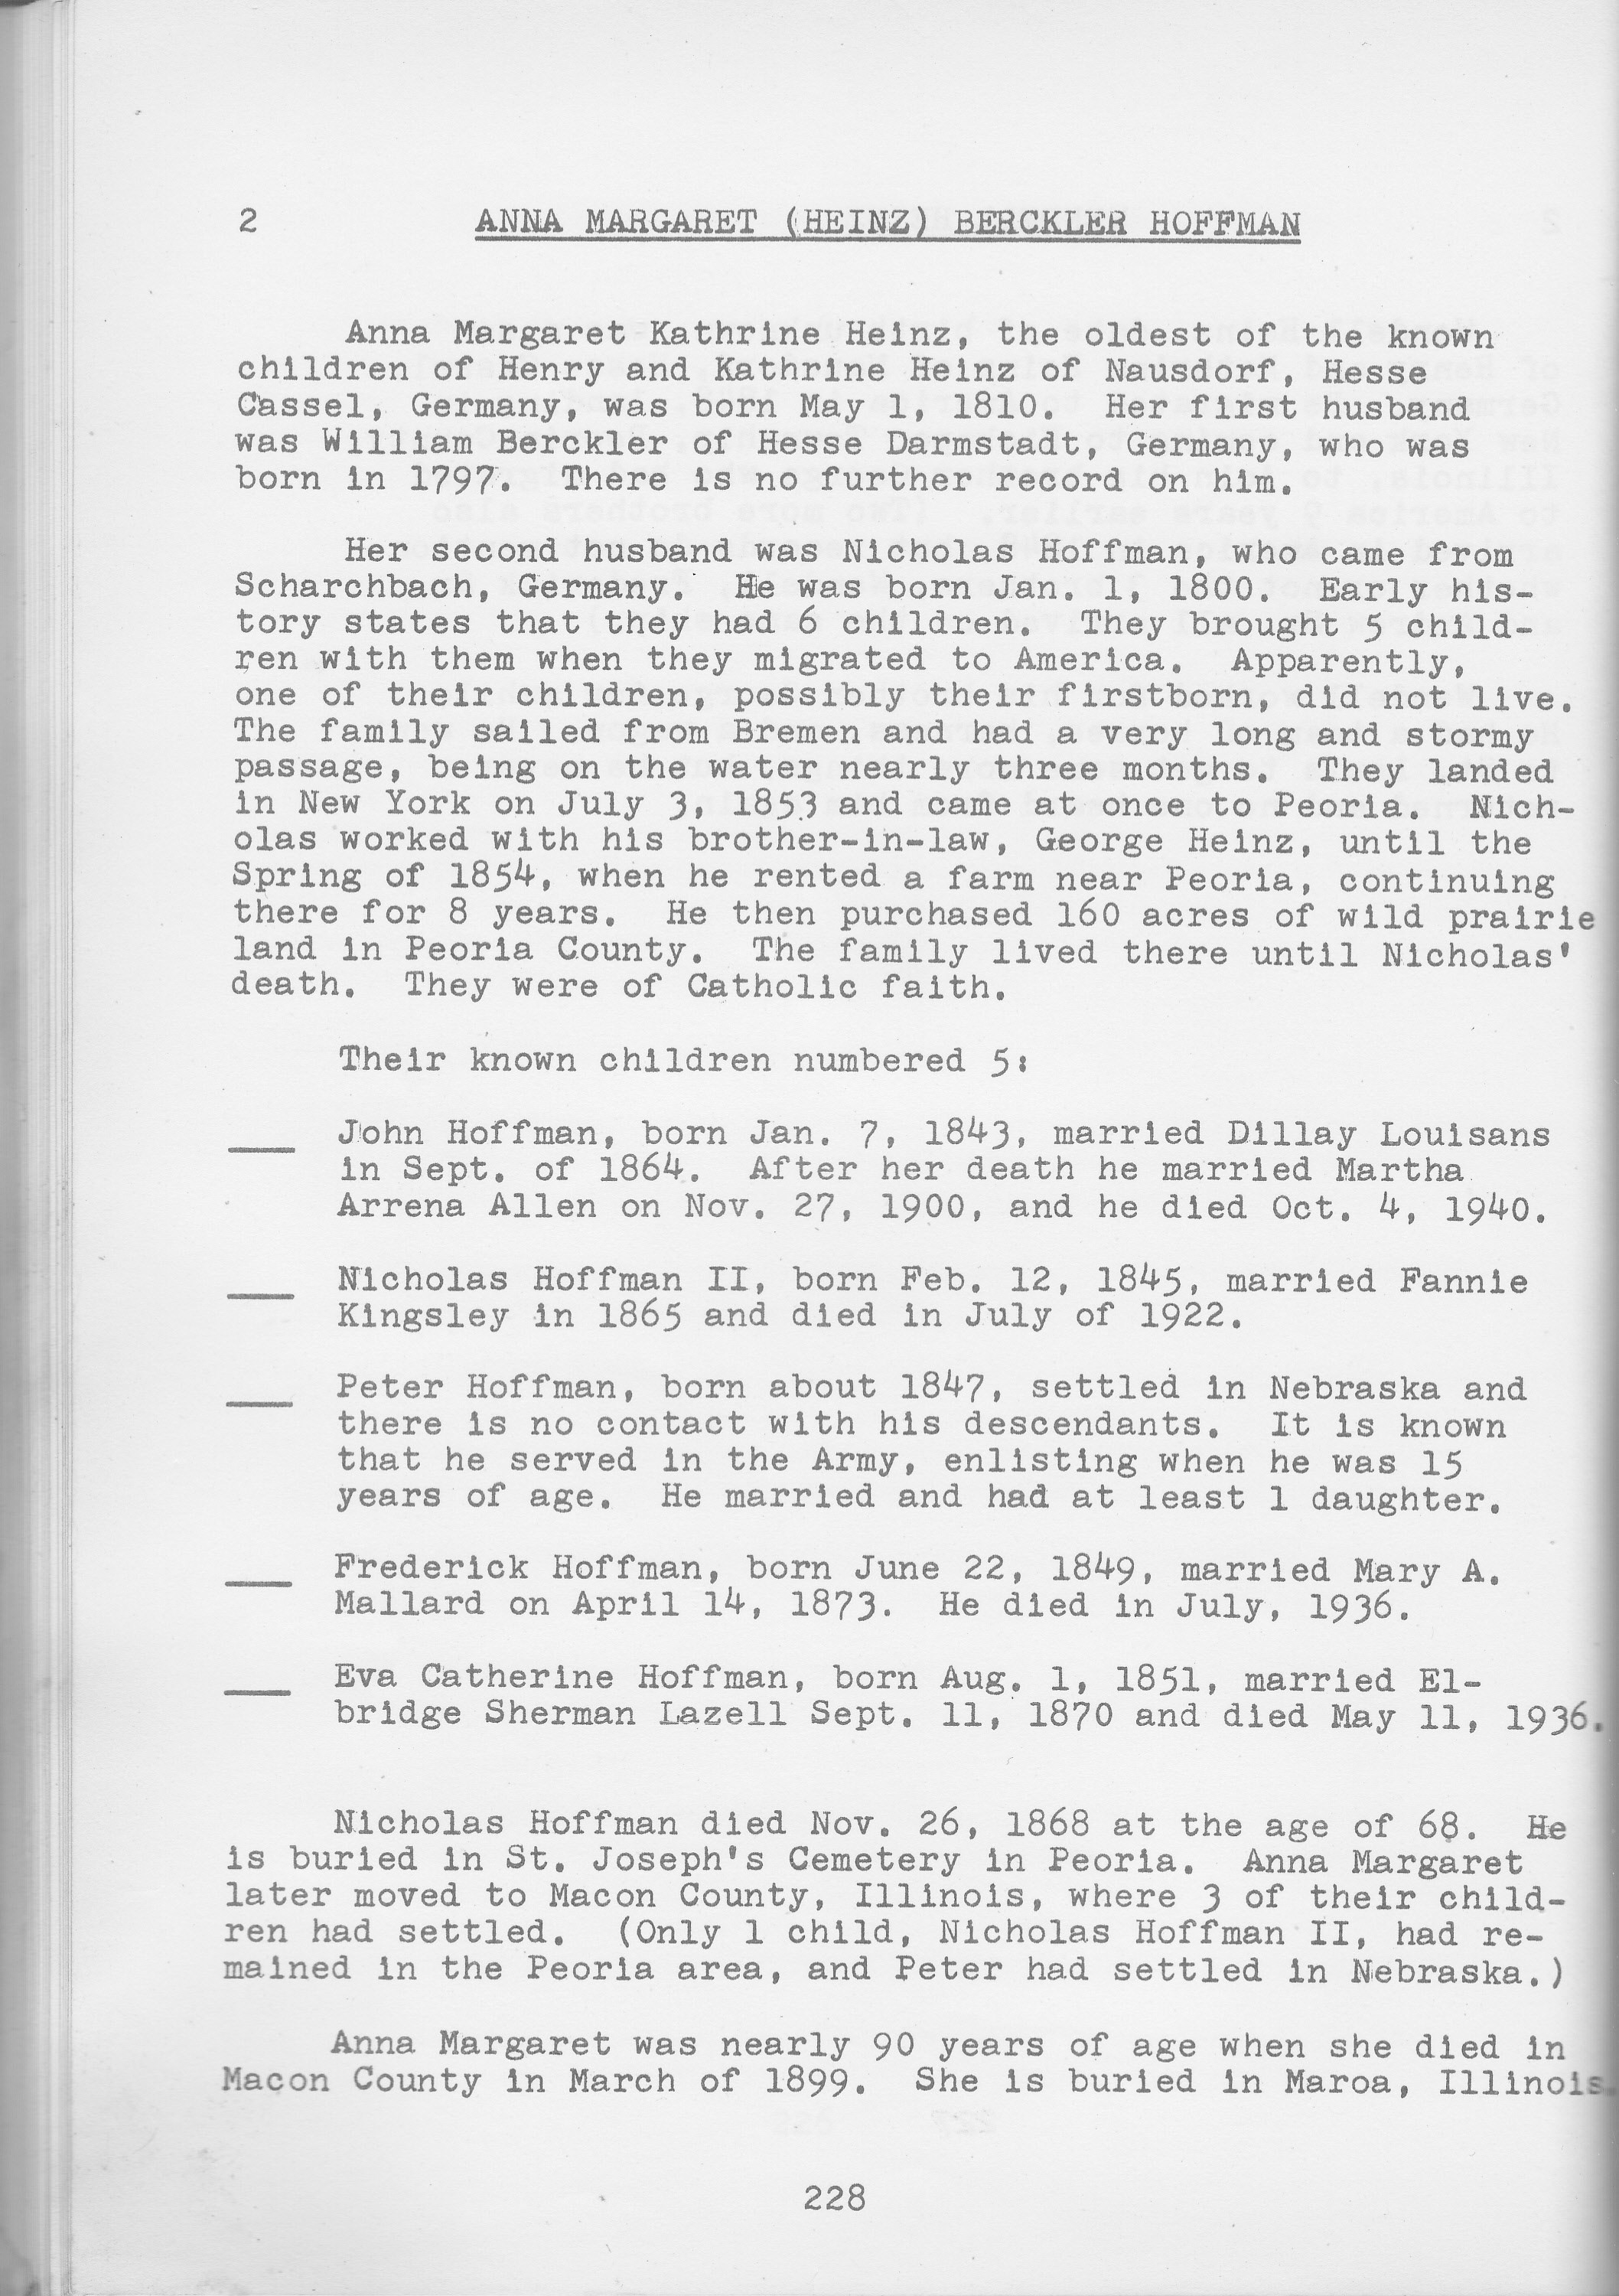 2 ANNA MARGARET (HEINZ) BERCKLER HOFFMAN
Anna Margaret Kathrine Heinz, the oldest of the known
children of Henry and Kathrine Heinz of Nausdorf, Hesse
Cassel, Germany, was born May 1, 1810. Her first husband
was William Berckler of Hesse Darmstadt, Germany, who was
born in 1797. There is no further record on him.
Her second husband was Nicholas Hoffman, who came from
Scharchbach, Germany. He was born Jan. 1, 1800. Early his-
tory states that they had 6 children. They brought 5 child-
ren with them when they migrated to America. Apparently,
one of their children, possibly their firstborn, did not live.
The family sailed from Bremen and had a very long and stormy
passage, being on the water nearly three months. They landed
in New York on July 3, 1853 and came at once to Peoria. Nich-
olas worked with his brother-in-law, George Heinz, until the
Spring of 1854, when he rented a farm near Peoria, continuing
there for 8 years. He then purchased 160 acres of wild prairie
land in Peoria County. The family lived there until Nicholas'
death. They were of Catholic faith.
Their known children numbered 5:
___ John Hoffman, born Jan. 7, 1843, married Dillay Louisans
in Sept. of 1864. After her death he married Martha
Arrena Allen on Nov. 27, 1900, and he died Oct. 4, 1940.
___ Nicholas Hoffman II, born Feb. 12, 1845, married Fannie
Kingsley in 1865 and died in July of 1922.
___ Peter Hoffman, born about 1847, settled in Nebraska and
there is no contact with his descendants. It is known
that he served in the Army, enlisting when he was 15
years of age. He married and had at least 1 daughter.
___ Frederick Hoffman, born June 22, 1849, married Mary A.
Mallard on April 14, 1873. He died in July, 1936.
___ Eva Catherine Hoffman, born Aug. 1, 1851, married El-
bridge Sherman Lazell Sept. 11, 1870 and died May 11, 1936.
Nicholas Hoffman died Nov. 26, 1868 at the age of 68. He
is buried in St. Joseph's Cemetery in Peoria. Anna Margaret
later moved to Macon County, Illinois, where 3 of their child-
ren had settled. (Only 1 child, Nicholas Hoffman II, had re-
mained in the Peoria area, and Peter had settled in Nebraska.)
Anna Margaret was nearly 90 years of age when she died in
Macon County in March of 1899. She is buried in Maroa, Illinois.
228